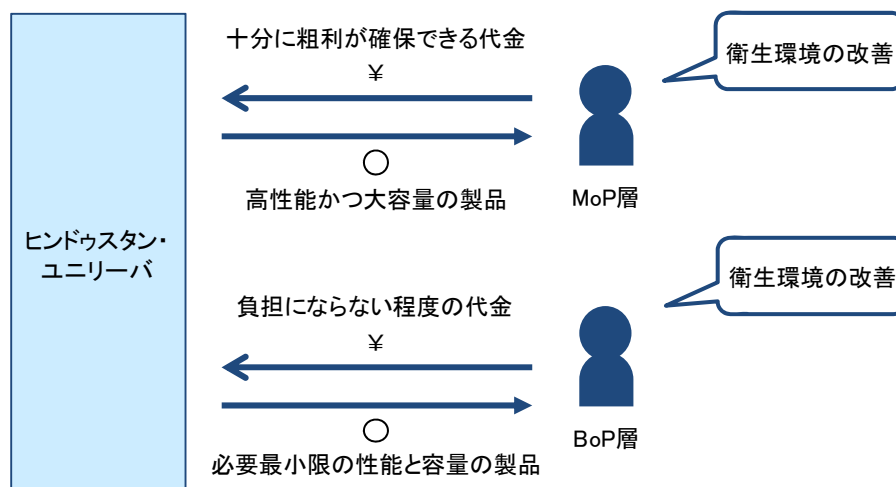 十分に粗利が確保できる代金
¥
衛生環境の改善
○
高性能かつ大容量の製品
MoP層
ヒンドゥスタン・
ユニリーバ
衛生環境の改善
負担にならない程度の代金
¥
○
必要最小限の性能と容量の製品
BoP層